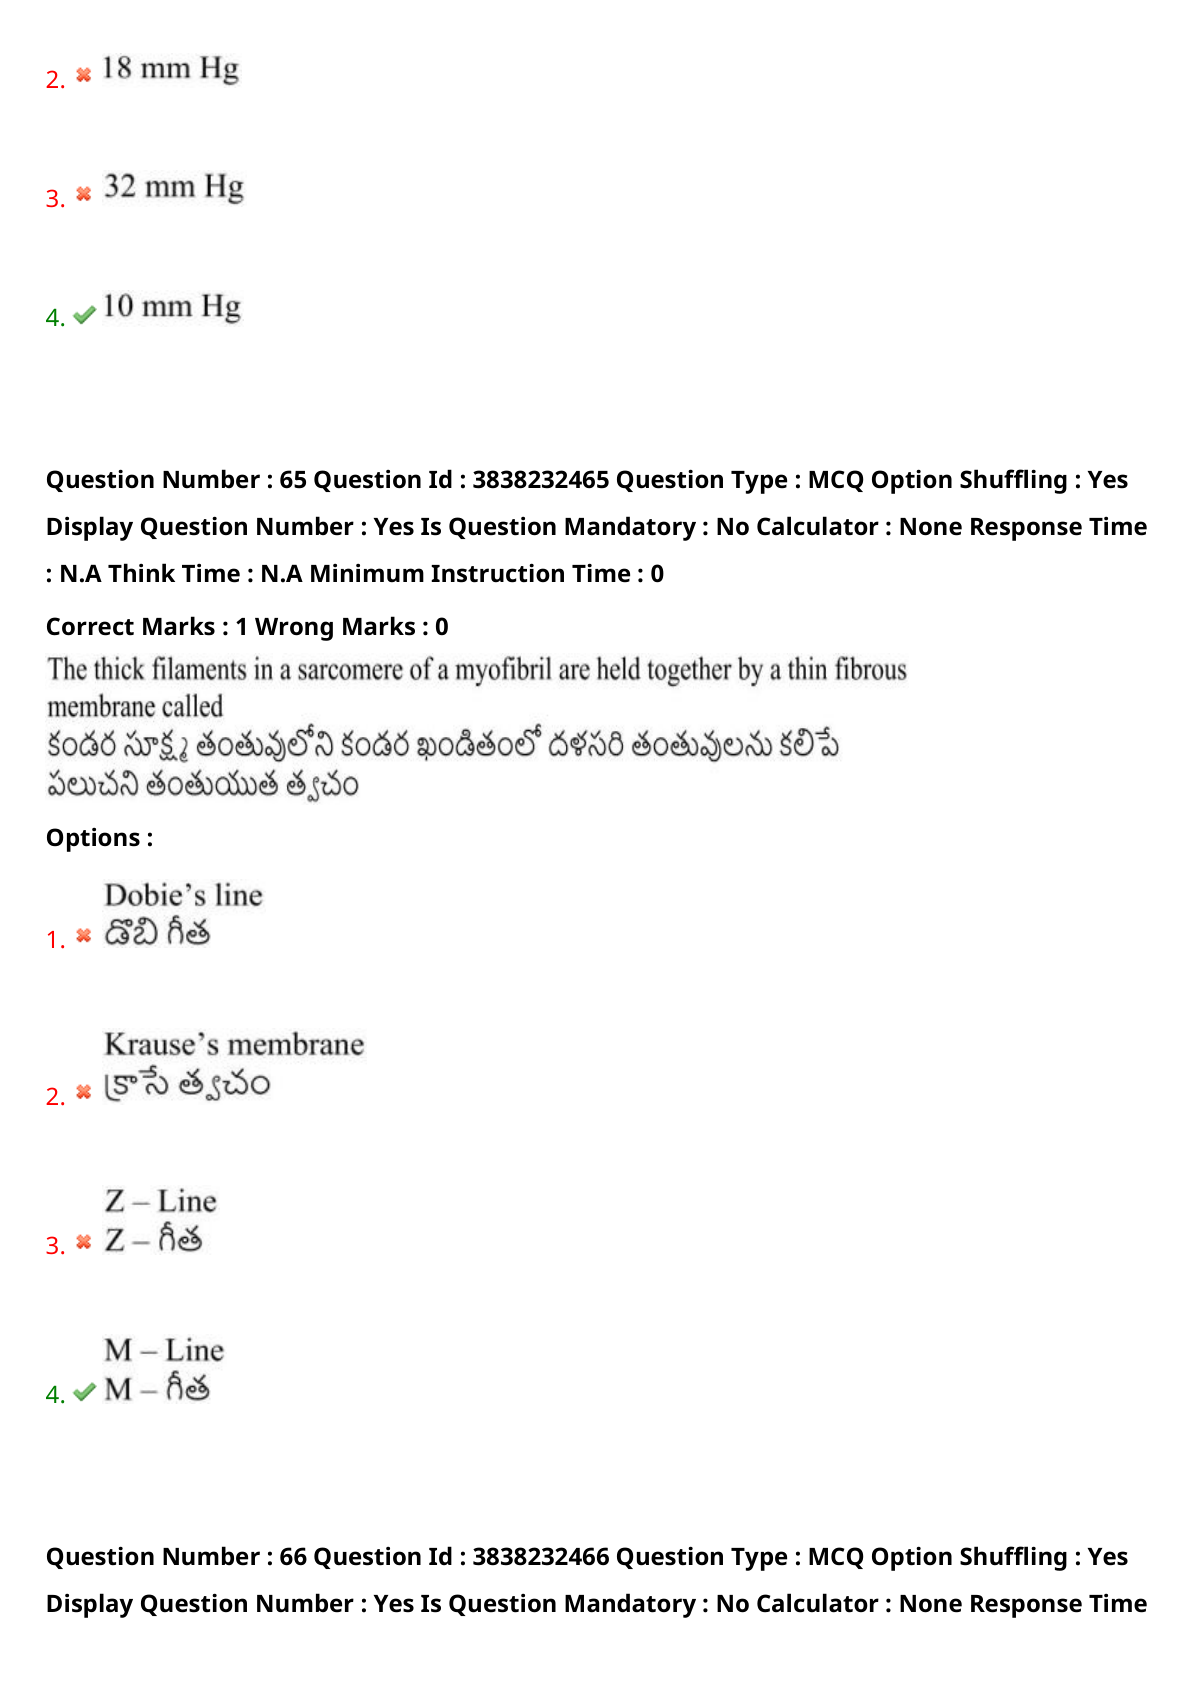 2. 18 mm Hg
3. 32 mm Hg
4. 10 mm Hg
Question Number : 65 Question Id : 3838232465 Question Type : MCQ Option Shuffling : Yes
Display Question Number : Yes Is Question Mandatory : No Calculator : None Response Time
: N.A Think Time : N.A Minimum Instruction Time : 0
Correct Marks : 1 Wrong Marks : 0
The thick filaments in a sarcomere of a myofibril are held together by a thin fibrous
membrane called
కండర సూక్ష్మ తంతువులోని కండర ఖండితంలో దళసరి తంతువులను కలిపే
పలుచని తంతుయుత త్వచం
Options :
Dobie’s line
1. డొబి గీత
Krause’s membrane
2. క్రాసే త్వచం
Z – Line
3. Z – గీత
M – Line
4. M – గీత
Question Number : 66 Question Id : 3838232466 Question Type : MCQ Option Shuffling : Yes
Display Question Number : Yes Is Question Mandatory : No Calculator : None Response Time